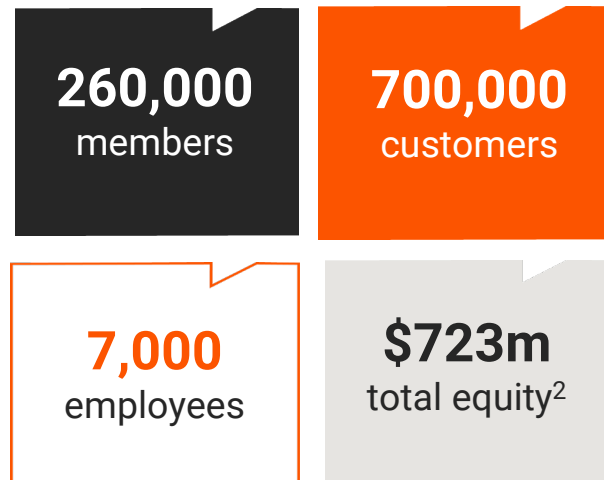 260,000
members
700,000
customers
7,000
employees
$723m
total equity²